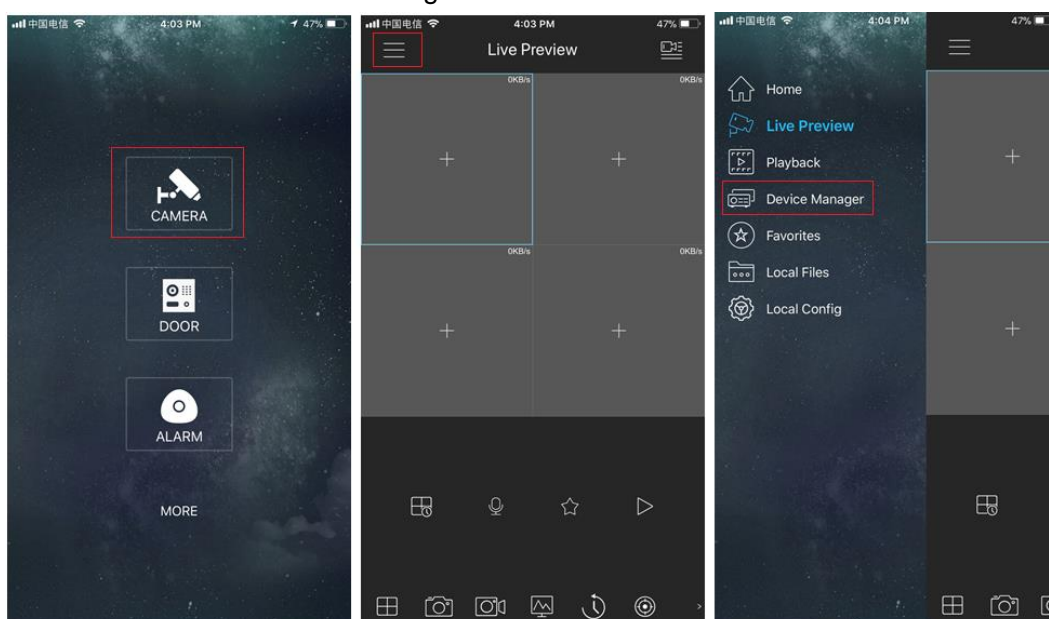 中国电信 4:03 PM 47%
CAMERA
DOOR
ALARM
MORE
中国电信 4:03 PM 47%
Live Preview
0KB/s 0KB/s
0KB/s 0KB/s
中国电信 4:04 PM 47%
Home
Live Preview
Playback
Device Manager
Favorites
Local Files
Local Config